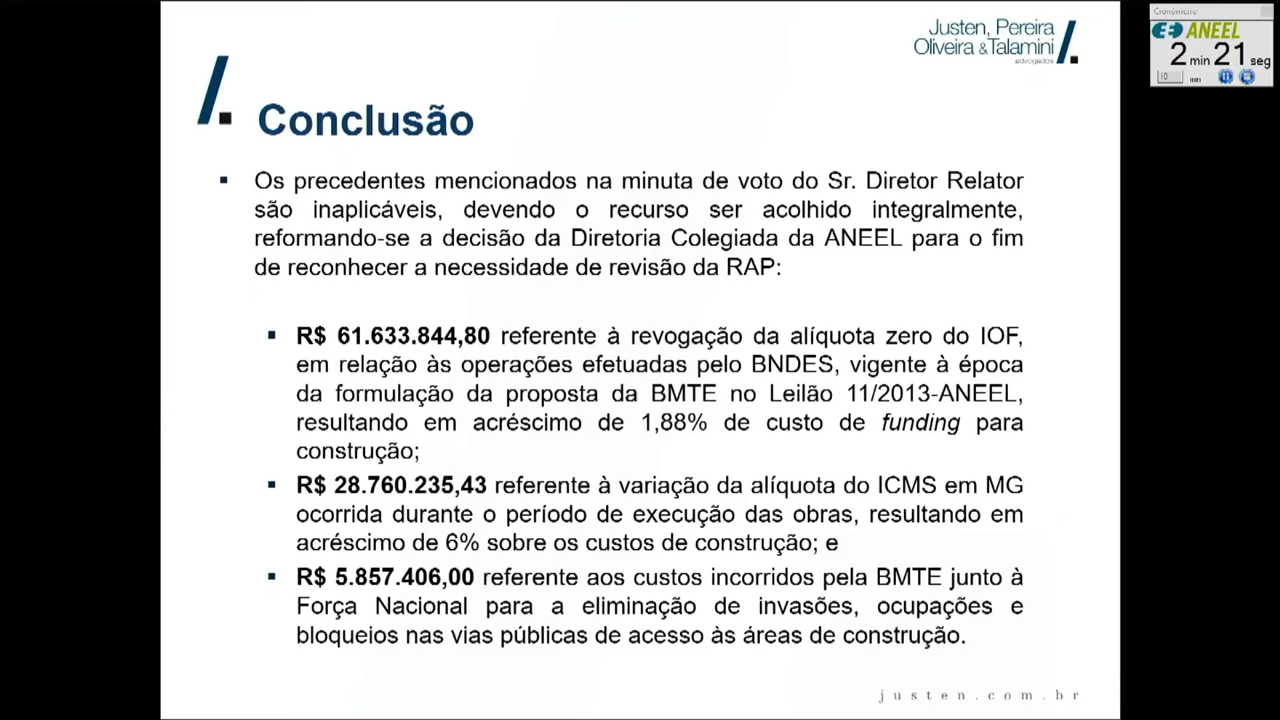 Justen, Pereira
Oliveira & Talamini
advogados
Cronômetro
ANEEL
2 min 21 seg
10 min
Conclusão
Os precedentes mencionados na minuta de voto do Sr. Diretor Relator
são inaplicáveis, devendo o recurso ser acolhido integralmente,
reformando-se a decisão da Diretoria Colegiada da ANEEL para o fim
de reconhecer a necessidade de revisão da RAP:
R$ 61.633.844,80 referente à revogação da alíquota zero do IOF,
em relação às operações efetuadas pelo BNDES, vigente à época
da formulação da proposta da BMTE no Leilão 11/2013-ANEEL,
resultando em acréscimo de 1,88% de custo de funding para
construção;
R$ 28.760.235,43 referente à variação da alíquota do ICMS em MG
ocorrida durante o período de execução das obras, resultando em
acréscimo de 6% sobre os custos de construção; e
R$ 5.857.406,00 referente aos custos incorridos pela BMTE junto à
Força Nacional para a eliminação de invasões, ocupações e
bloqueios nas vias públicas de acesso às áreas de construção.
justen.com.br